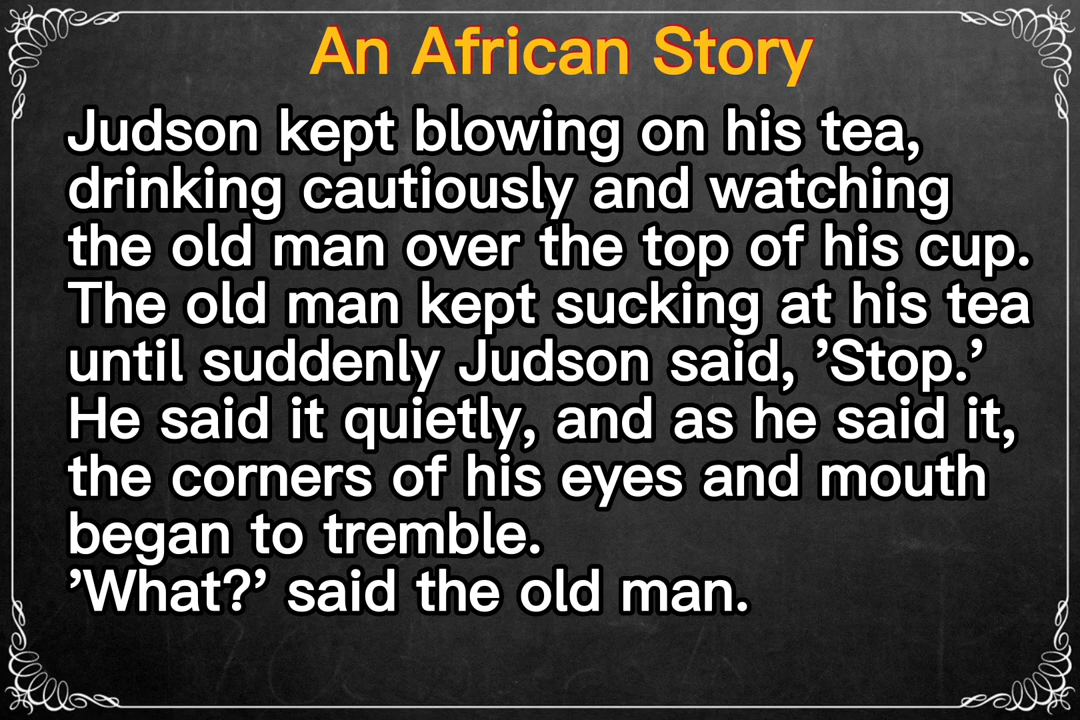 An African Story
Judson kept blowing on his tea,
drinking cautiously and watching
the old man over the top of his cup.
The old man kept sucking at his tea
until suddenly Judson said, ’Stop.’
He said it quietly, and as he said it,
the corners of his eyes and mouth
began to tremble.
’What?’ said the old man.